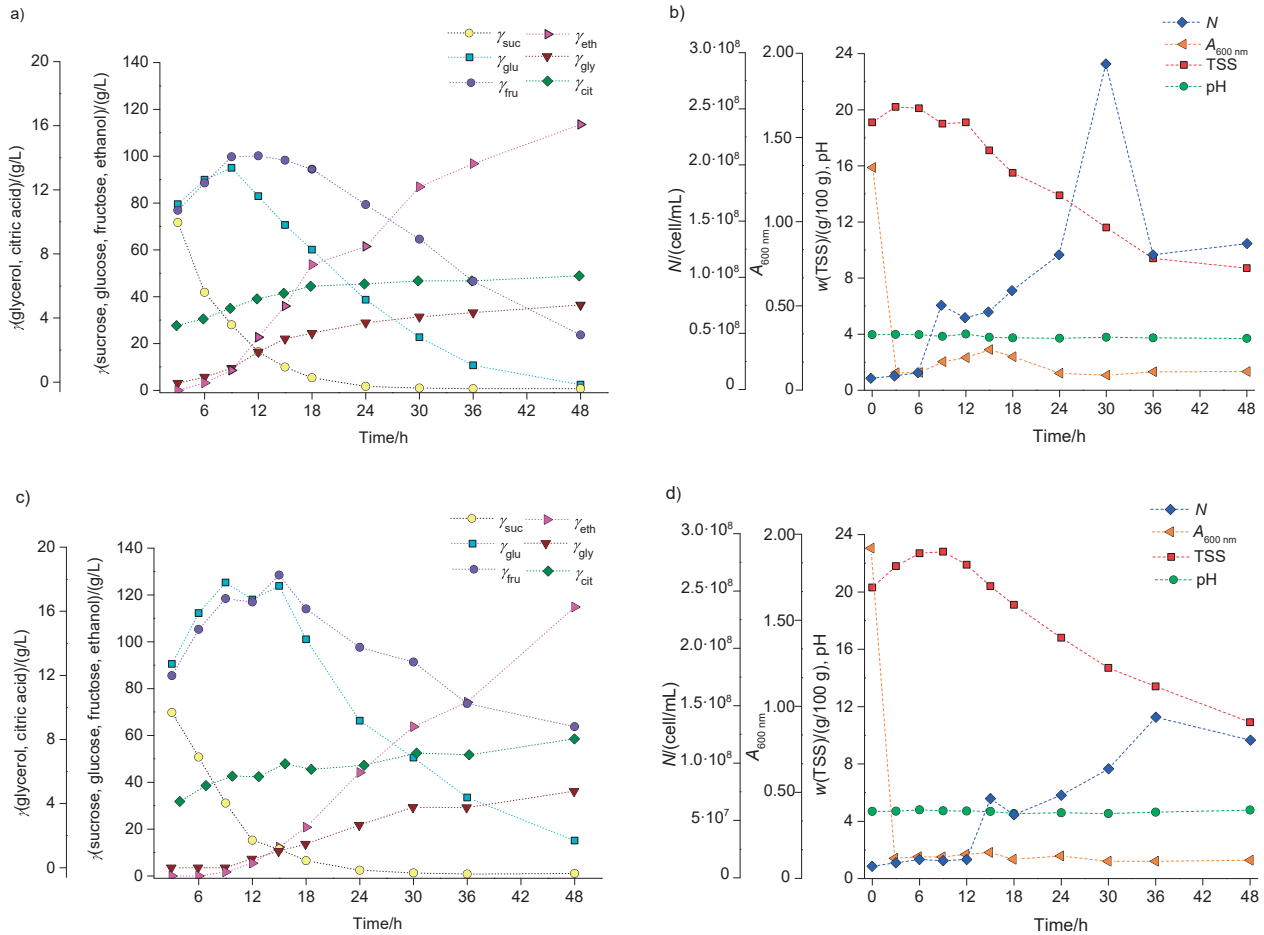 a)
γsuc
γglu
γfru
γeth
γgly
γcit
γ(glycerol, citric acid)/(g/L)
20
16
12
8
4
0
γ(sucrose, glucose, fructose, ethanol)/(g/L)
140
120
100
80
60
40
20
0
6 12 18 24 30 36 42 48
Time/h
b)
N
A600 nm
TSS
pH
N/(cell/mL)
3.0·10⁸
2.5·10⁸
2·10⁸
1.5·10⁸
1·10⁸
5·10⁷
0
A600 nm
2.00
1.50
1.00
0.50
0
w(TSS)/(g/100 g), pH
24
20
16
12
8
4
0
0 6 12 18 24 30 36 48
Time/h
c)
γsuc
γglu
γfru
γeth
γgly
γcit
γ(glycerol, citric acid)/(g/L)
20
16
12
8
4
0
γ(sucrose, glucose, fructose, ethanol)/(g/L)
140
120
100
80
60
40
20
0
6 12 18 24 30 36 42 48
Time/h
d)
N
A600 nm
TSS
pH
N/(cell/mL)
3.0·10⁸
2.5·10⁸
2·10⁸
1.5·10⁸
1·10⁸
5·10⁷
0
A600 nm
2.00
1.50
1.00
0.50
0
w(TSS)/(g/100 g), pH
24
20
16
12
8
4
0
0 6 12 18 24 30 36 48
Time/h